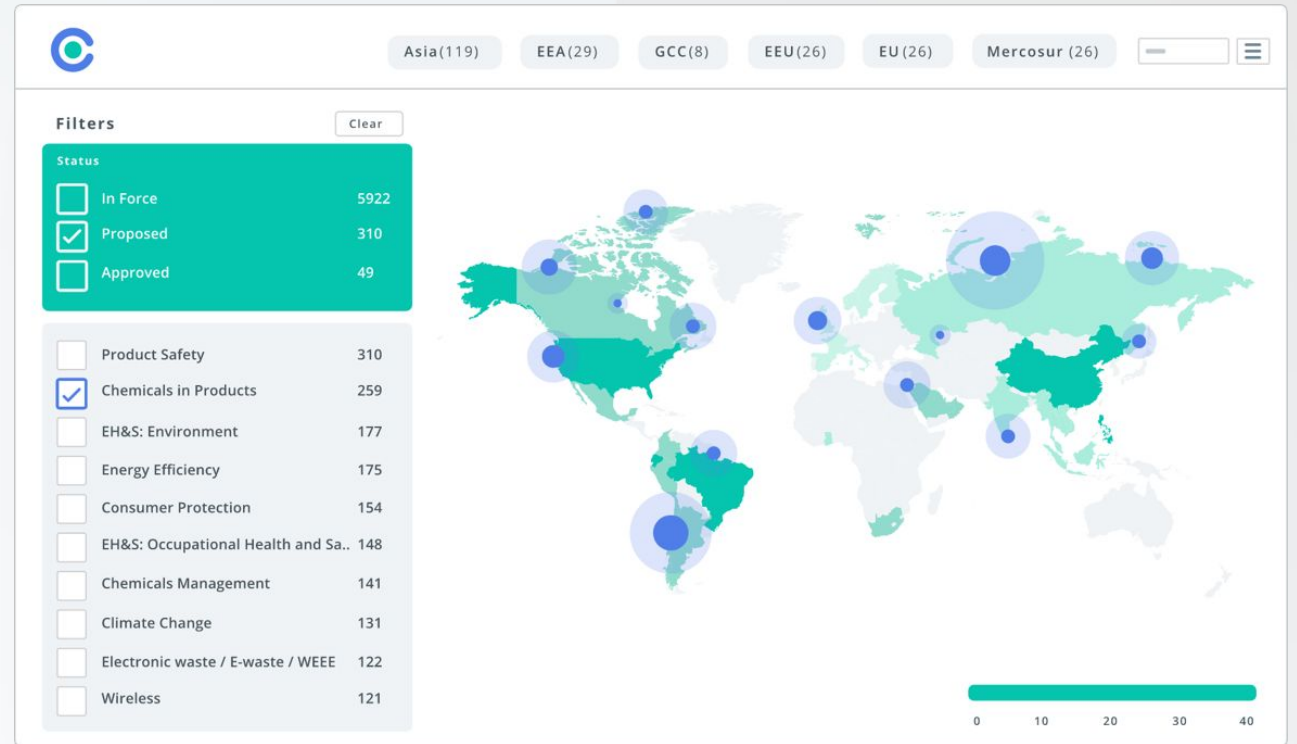 Asia(119) EEA(29) GCC(8) EEU(26) EU(26) Mercosur (26)
Filters Clear
Status
In Force 5922
Proposed 310
Approved 49
Product Safety 310
Chemicals in Products 259
EH&S: Environment 177
Energy Efficiency 175
Consumer Protection 154
EH&S: Occupational Health and Sa.. 148
Chemicals Management 141
Climate Change 131
Electronic waste / E-waste / WEEE 122
Wireless 121
0 10 20 30 40